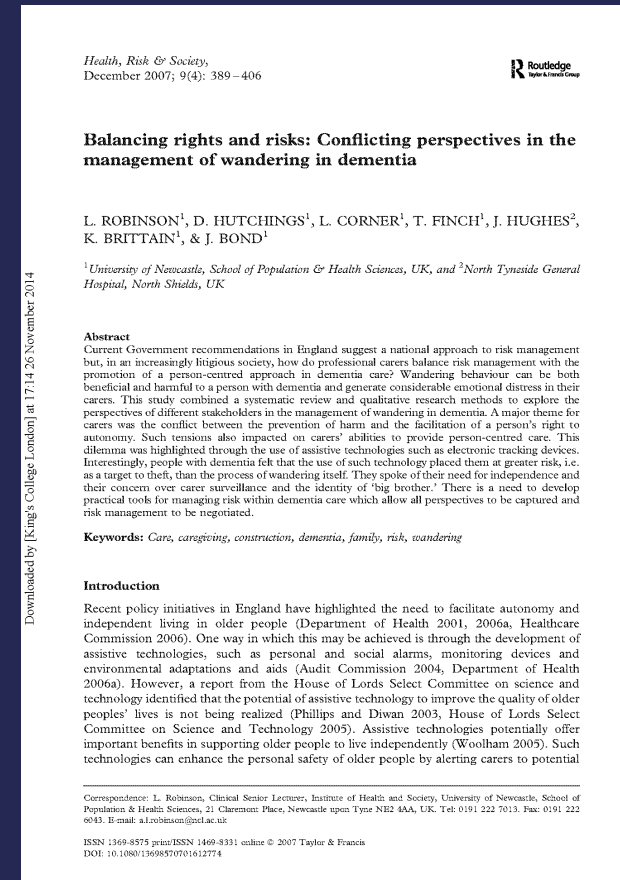 Health, Risk & Society,
December 2007; 9(4): 389–406
Routledge
Taylor & Francis Group
Balancing rights and risks: Conflicting perspectives in the
management of wandering in dementia
L. ROBINSON1, D. HUTCHINGS1, L. CORNER1, T. FINCH1, J. HUGHES2,
K. BRITTAIN1, & J. BOND1
1University of Newcastle, School of Population & Health Sciences, UK, and 2North Tyneside General
Hospital, North Shields, UK
Abstract
Current Government recommendations in England suggest a national approach to risk management
but, in an increasingly litigious society, how do professional carers balance risk management with the
promotion of a person-centred approach in dementia care? Wandering behaviour can be both
beneficial and harmful to a person with dementia and generate considerable emotional distress in their
carers. This study combined a systematic review and qualitative research methods to explore the
perspectives of different stakeholders in the management of wandering in dementia. A major theme for
carers was the conflict between the prevention of harm and the facilitation of a person's right to
autonomy. Such tensions also impacted on carers' abilities to provide person-centred care. This
dilemma was highlighted through the use of assistive technologies such as electronic tracking devices.
Interestingly, people with dementia felt that the use of such technology placed them at greater risk, i.e.
as a target to theft, than the process of wandering itself. They spoke of their need for independence and
their concern over carer surveillance and the identity of 'big brother.' There is a need to develop
practical tools for managing risk within dementia care which allow all perspectives to be captured and
risk management to be negotiated.
Keywords: Care, caregiving, construction, dementia, family, risk, wandering
Introduction
Recent policy initiatives in England have highlighted the need to facilitate autonomy and
independent living in older people (Department of Health 2001, 2006a, Healthcare
Commission 2006). One way in which this may be achieved is through the development of
assistive technologies, such as personal and social alarms, monitoring devices and
environmental adaptations and aids (Audit Commission 2004, Department of Health
2006a). However, a report from the House of Lords Select Committee on science and
technology identified that the potential of assistive technology to improve the quality of older
peoples' lives is not being realized (Phillips and Diwan 2003, House of Lords Select
Committee on Science and Technology 2005). Assistive technologies potentially offer
important benefits in supporting older people to live independently (Woolham 2005). Such
technologies can enhance the personal safety of older people by alerting carers to potential
Correspondence: L. Robinson, Clinical Senior Lecturer, Institute of Health and Society, University of Newcastle, School of
Population & Health Sciences, 21 Claremont Place, Newcastle upon Tyne NE2 4AA, UK. Tel: 0191 222 7013. Fax: 0191 222
6043. E-mail: a.l.robinson@ncl.ac.uk
ISSN 1369-8575 print/ISSN 1469-8331 online © 2007 Taylor & Francis
DOI: 10.1080/13698570701612774
Downloaded by [King's College London] at 17:14 26 November 2014